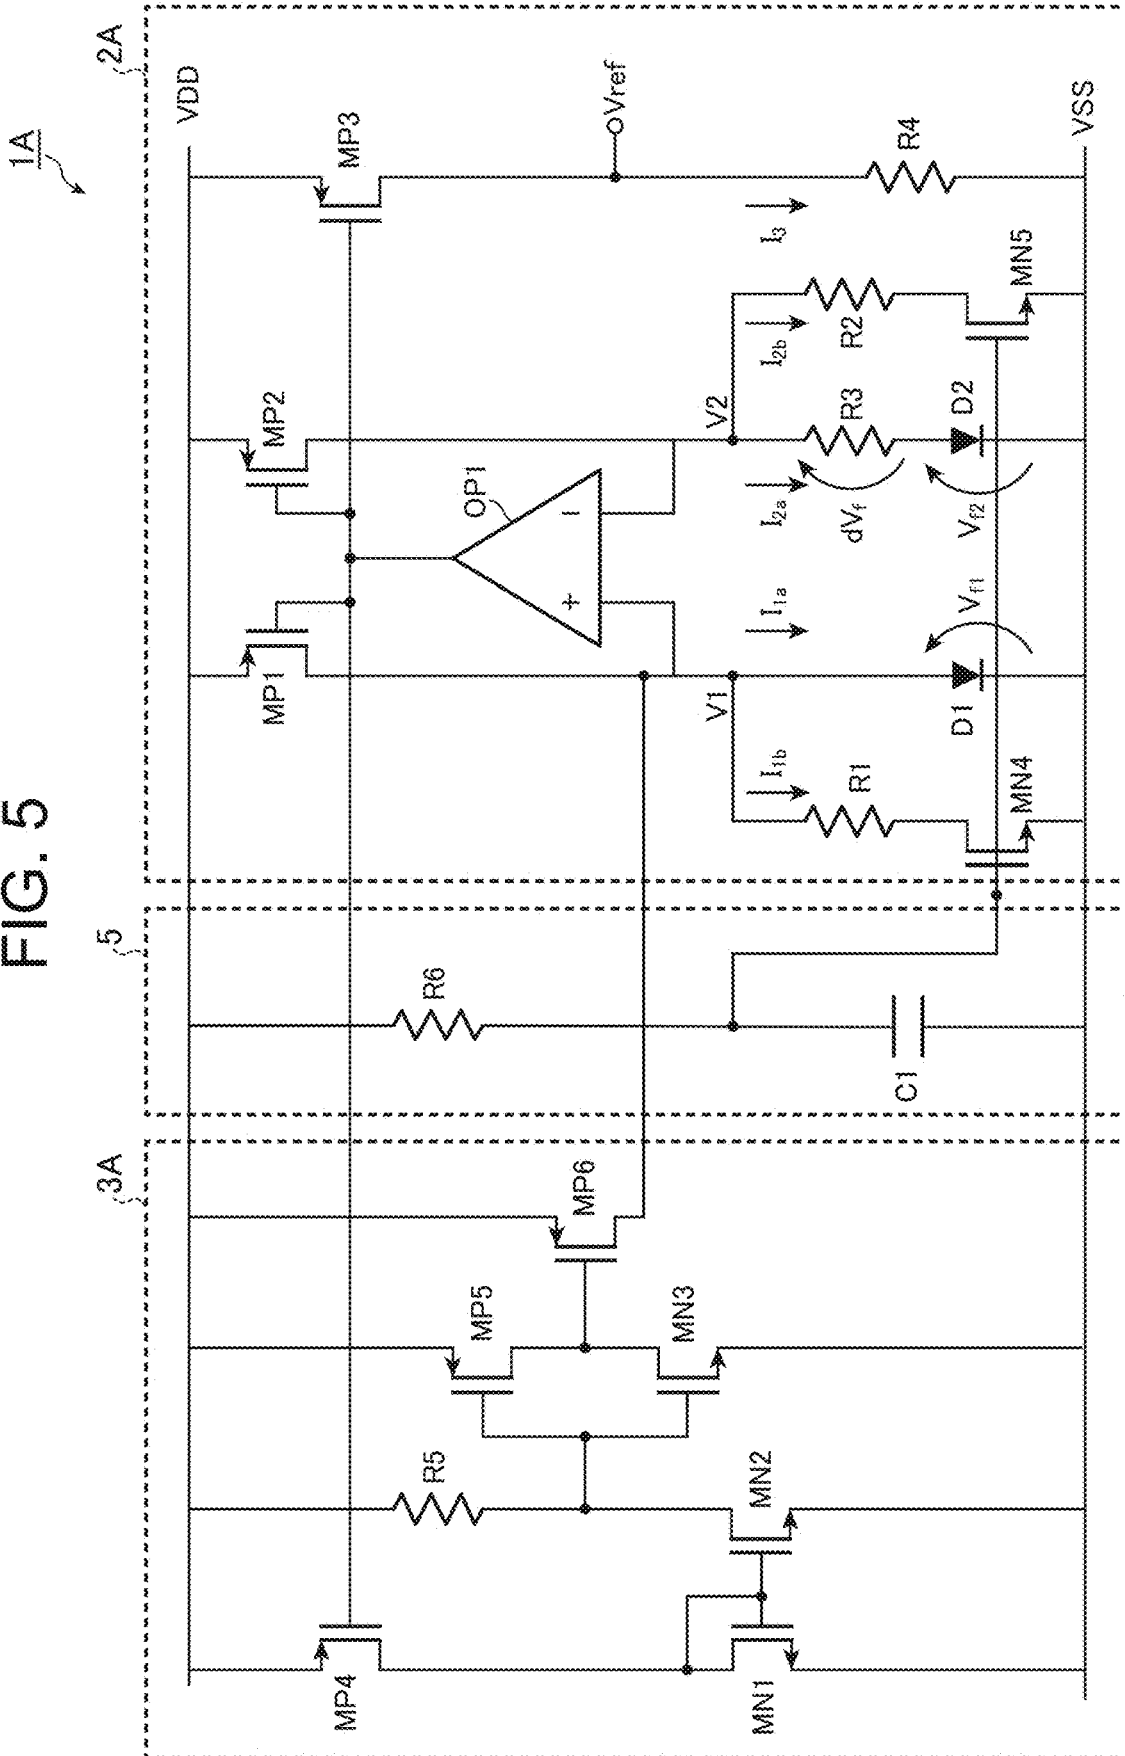 FIG. 5
1A
3A
5
2A
VDD
MP4
MP1
MP2
MP3
R5
MP5
R6
OP1
+
−
MP6
Vref
MN3
V1
V2
MN1
MN2
I1b
I1a
I2a
I2b
I3
R1
dVf
R3
R2
R4
C1
MN4
D1
Vf1
Vf2
D2
MN5
VSS